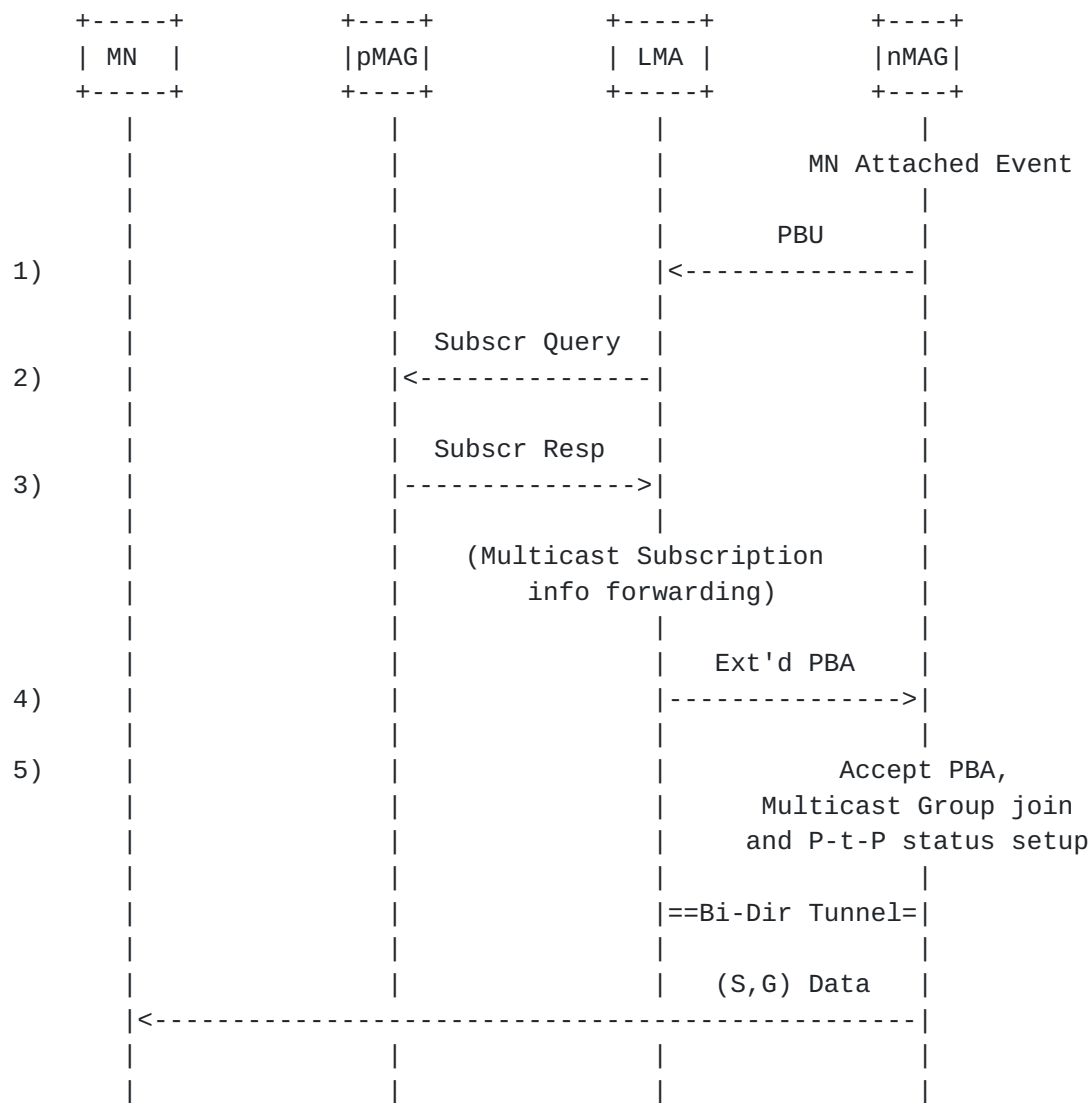 +-----+ +----+ +-----+ +----+
| MN | |pMAG| | LMA | |nMAG|
+-----+ +----+ +-----+ +----+
MN Attached Event
PBU
1) |<---------------|
Subscr Query
2) |<---------------|
Subscr Resp
3) |--------------->|
(Multicast Subscription
info forwarding)
Ext'd PBA
4) |--------------->|
5) Accept PBA,
Multicast Group join
and P-t-P status setup
|==Bi-Dir Tunnel=|
(S,G) Data
|<-------------------------------------------------|